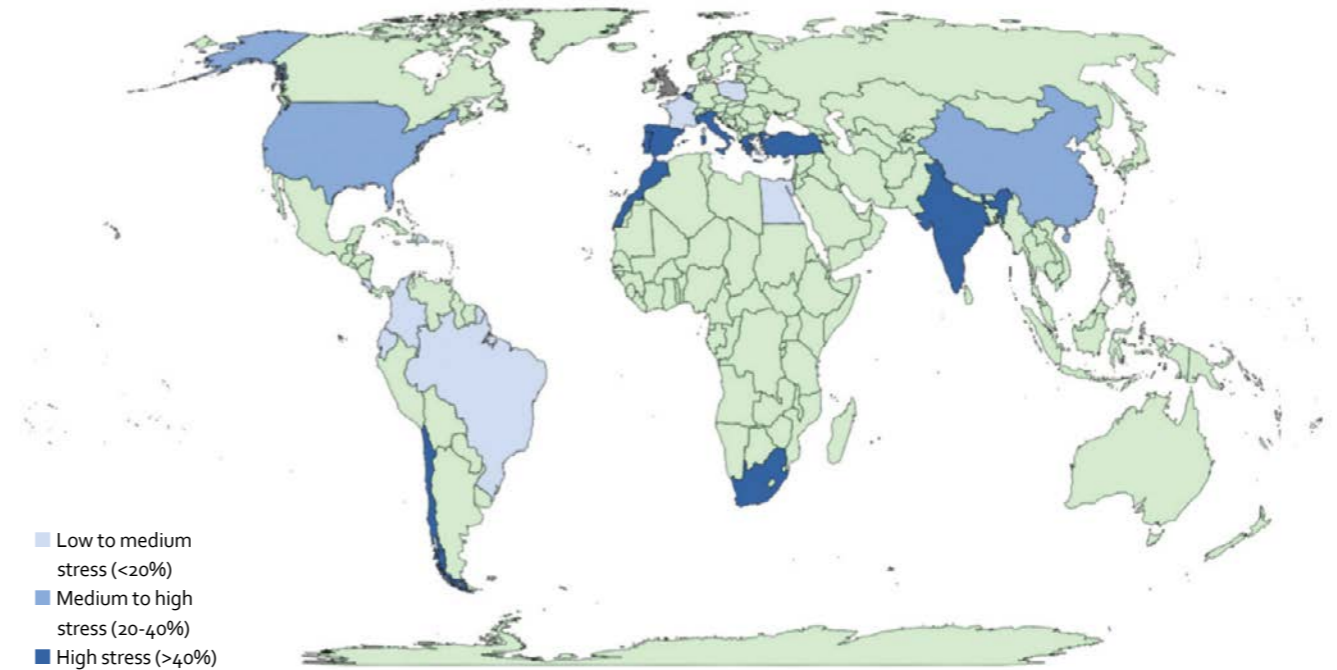 Low to medium
stress (<20%)
Medium to high
stress (20-40%)
High stress (>40%)